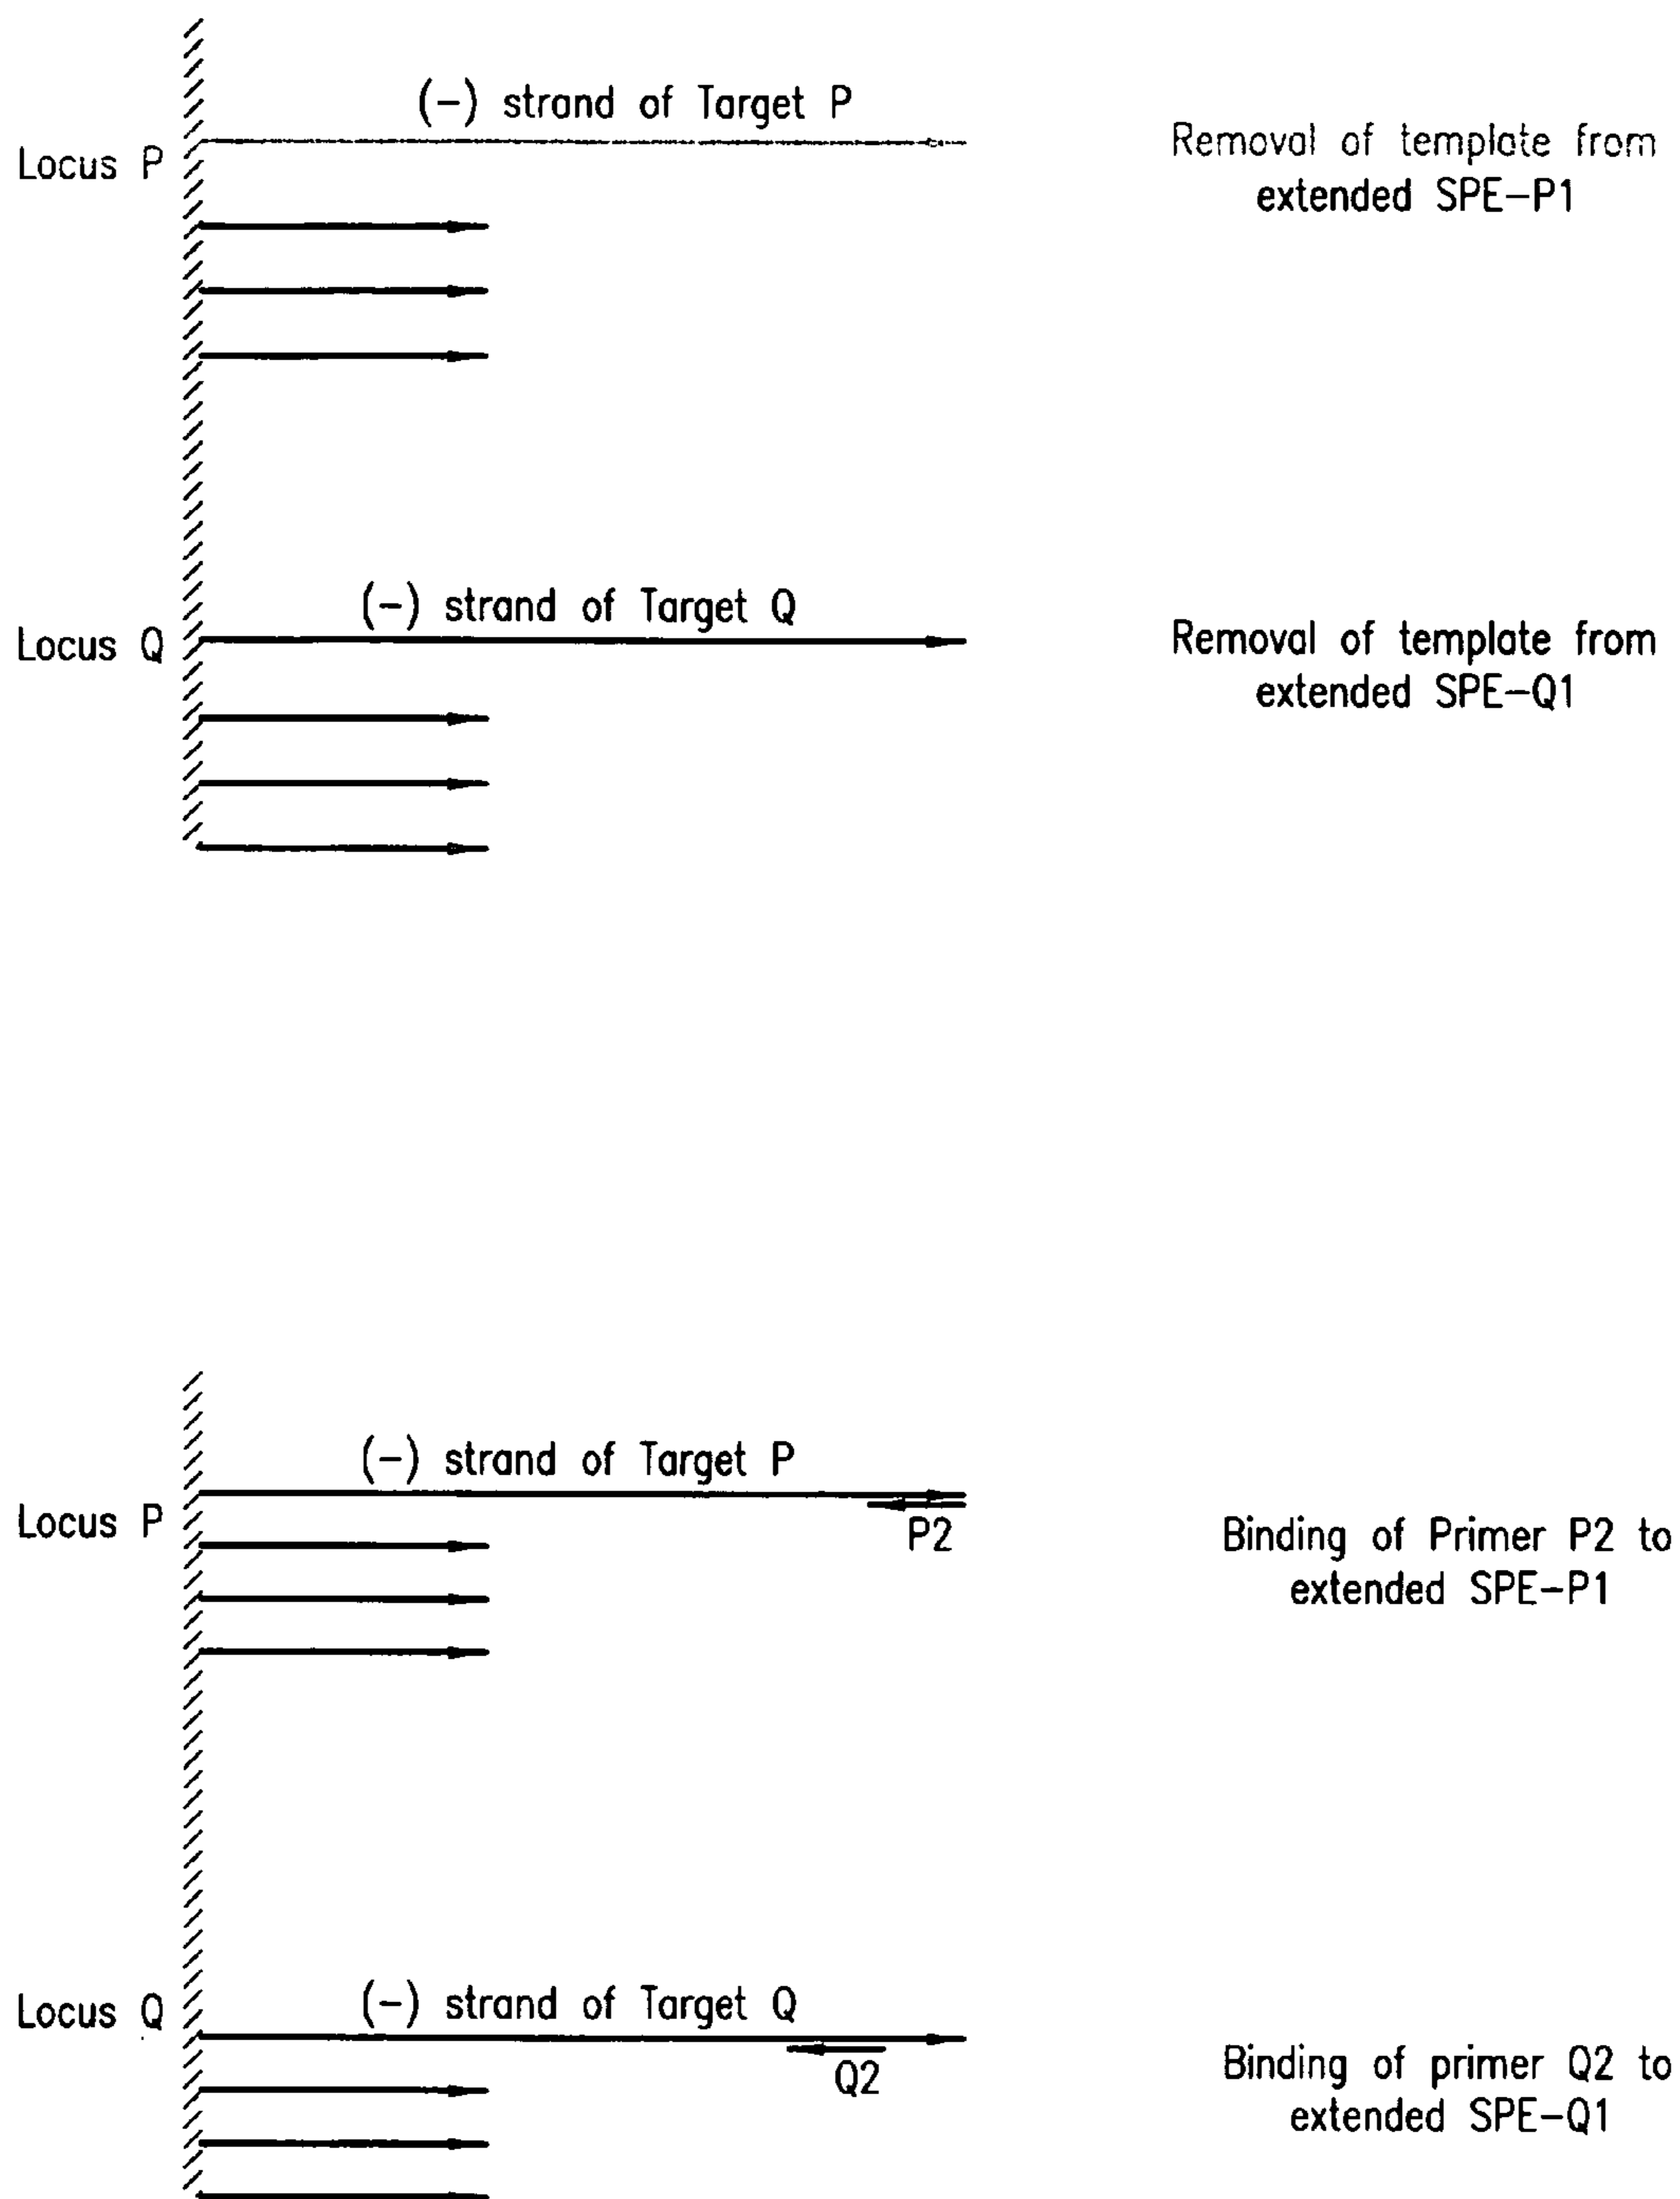 (-) strand of Target P
Locus P
Removal of template from
extended SPE-P1
(-) strand of Target Q
Locus Q
Removal of template from
extended SPE-Q1
(-) strand of Target P
Locus P
P2
Binding of Primer P2 to
extended SPE-P1
(-) strand of Target Q
Locus Q
Q2
Binding of primer Q2 to
extended SPE-Q1